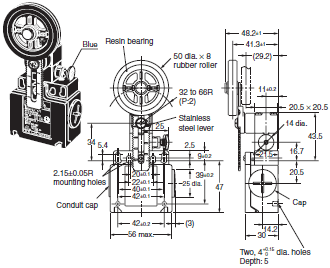 Blue
Resin bearing
50 dia. × 8
rubber roller
32 to 66R
(P:2)
Stainless
steel lever
25
34
5.4
2.5
9±0.2
39±0.2
47
20±0.1
22±0.1
40±0.1
42±0.1
25 dia.
2.15±0.05R
mounting holes
Conduit cap
42±0.2
(3)
56 max.
48.2±1
41.3±1
(29.2)
11±0.2
20.5 × 20.5
14 dia.
43.5
16.7
20.5
Cap
14.2
30
Two, 4 dia. holes
Depth: 5